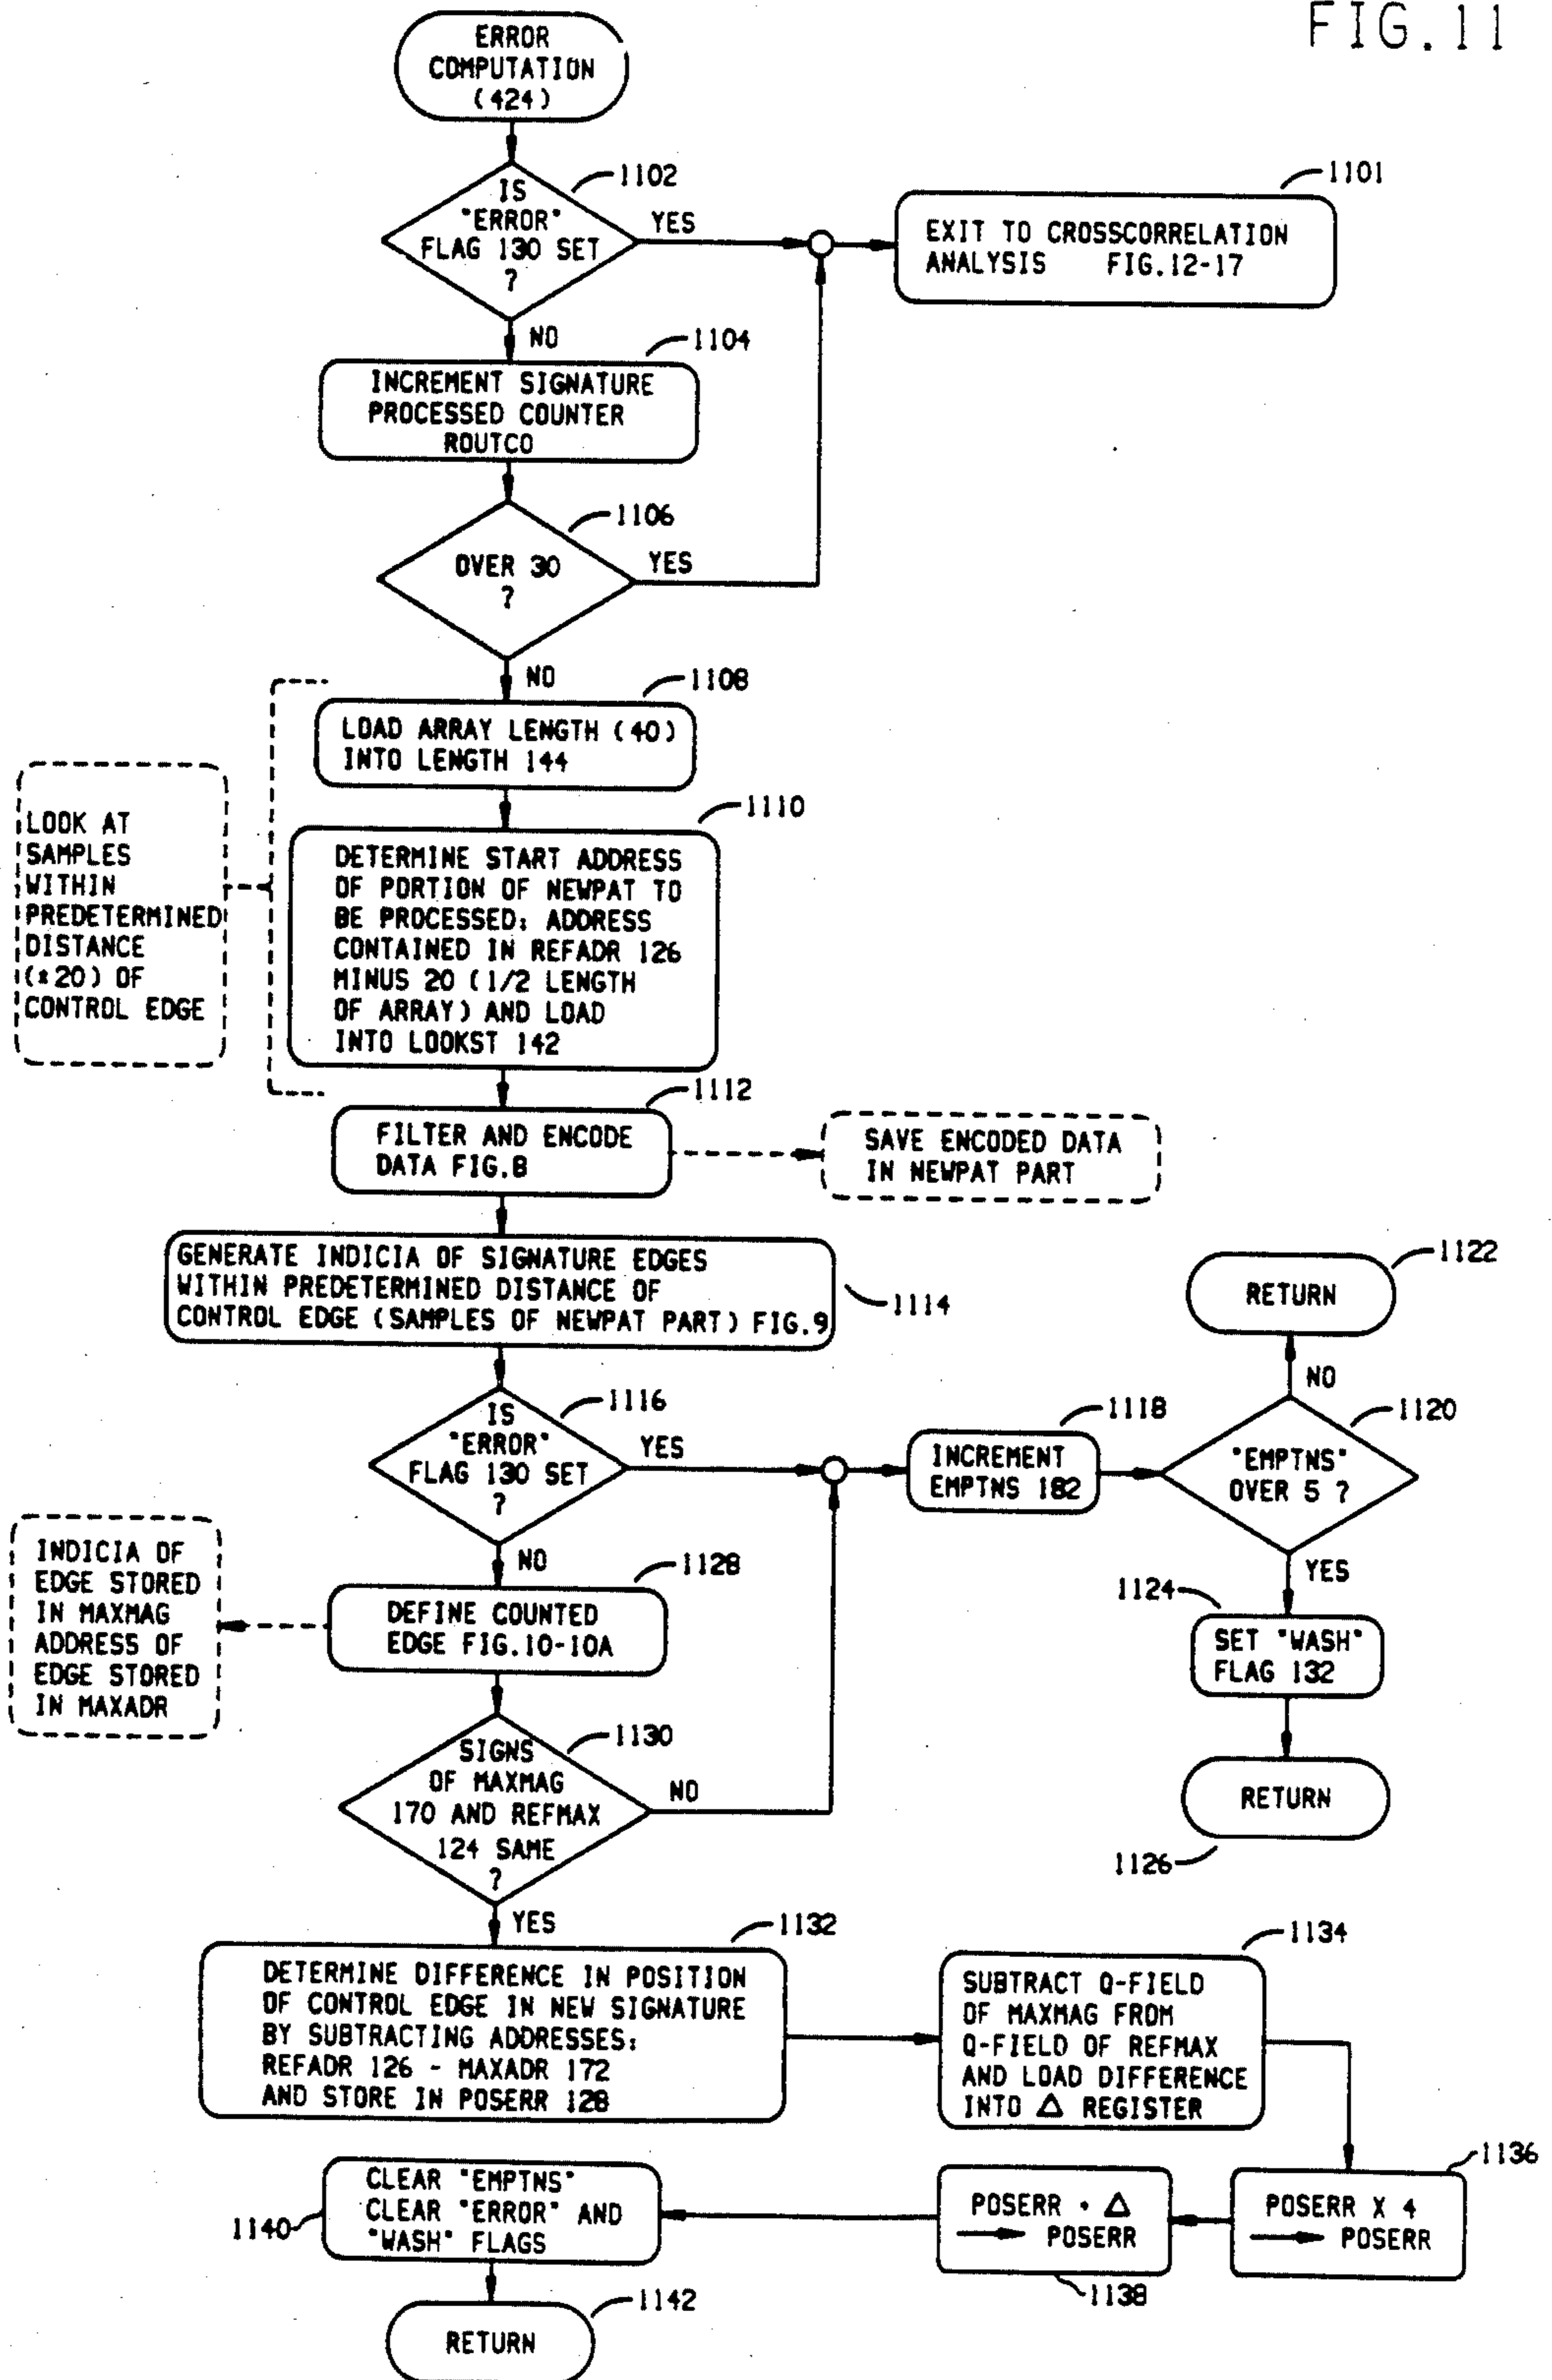 FIG.11
ERROR
COMPUTATION
(424)
1102
IS
"ERROR"
FLAG 130 SET
?
YES
1101
EXIT TO CROSSCORRELATION
ANALYSIS FIG.12-17
NO
1104
INCREMENT SIGNATURE
PROCESSED COUNTER
ROUTCO
1106
OVER 30
?
YES
NO
1108
LOAD ARRAY LENGTH (40)
INTO LENGTH 144
LOOK AT
SAMPLES
WITHIN
PREDETERMINED
DISTANCE
(±20) OF
CONTROL EDGE
1110
DETERMINE START ADDRESS
OF PORTION OF NEWPAT TO
BE PROCESSED: ADDRESS
CONTAINED IN REFADR 126
MINUS 20 (1/2 LENGTH
OF ARRAY) AND LOAD
INTO LOOKST 142
1112
FILTER AND ENCODE
DATA FIG.8
SAVE ENCODED DATA
IN NEWPAT PART
GENERATE INDICIA OF SIGNATURE EDGES
WITHIN PREDETERMINED DISTANCE OF
CONTROL EDGE (SAMPLES OF NEWPAT PART) FIG.9
1114
1122
RETURN
NO
1116
IS
"ERROR"
FLAG 130 SET
?
YES
1118
INCREMENT
EMPTNS 182
1120
"EMPTNS"
OVER 5 ?
YES
1124
SET "WASH"
FLAG 132
RETURN
1126
NO
1128
DEFINE COUNTED
EDGE FIG.10-10A
INDICIA OF
EDGE STORED
IN MAXMAG
ADDRESS OF
EDGE STORED
IN MAXADR
1130
SIGNS
OF MAXMAG
170 AND REFMAX
124 SAME
?
NO
YES
1132
DETERMINE DIFFERENCE IN POSITION
OF CONTROL EDGE IN NEW SIGNATURE
BY SUBTRACTING ADDRESSES:
REFADR 126 - MAXADR 172
AND STORE IN POSERR 128
1134
SUBTRACT Q-FIELD
OF MAXMAG FROM
Q-FIELD OF REFMAX
AND LOAD DIFFERENCE
INTO Δ REGISTER
1136
POSERR X 4
→ POSERR
POSERR + Δ
→ POSERR
1138
CLEAR "EMPTNS"
CLEAR "ERROR" AND
"WASH" FLAGS
1140
1142
RETURN